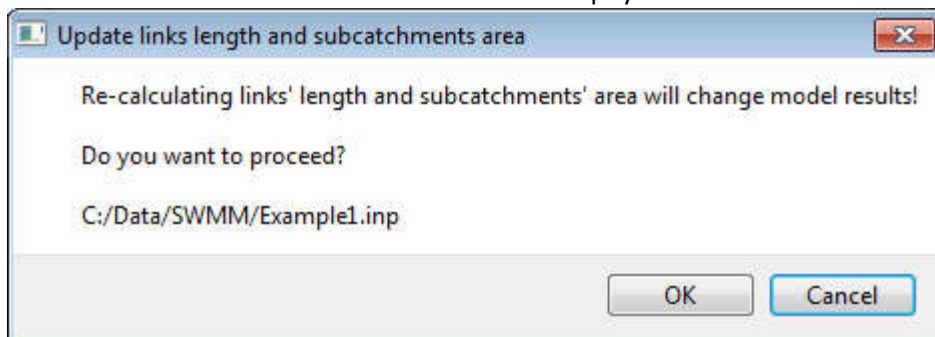 Update links length and subcatchments area
Re-calculating links' length and subcatchments' area will change model results!
Do you want to proceed?
C:/Data/SWMM/Example1.inp
OK Cancel